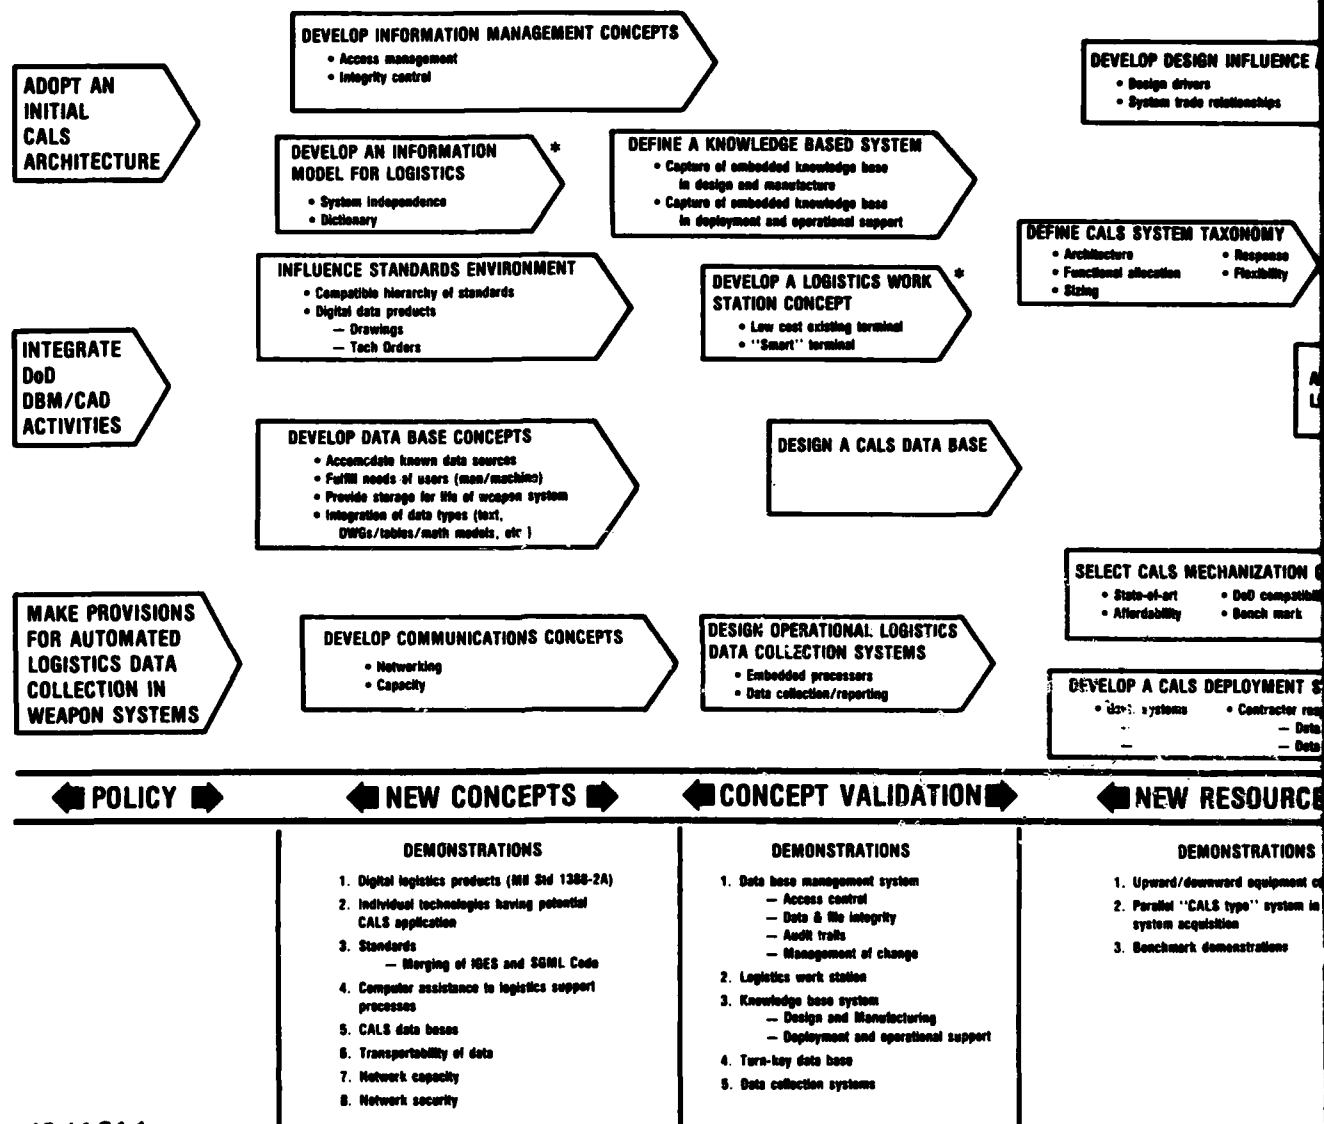 ADOPT AN
INITIAL
CALS
ARCHITECTURE
INTEGRATE
DoD
DBM/CAD
ACTIVITIES
MAKE PROVISIONS
FOR AUTOMATED
LOGISTICS DATA
COLLECTION IN
WEAPON SYSTEMS
DEVELOP INFORMATION MANAGEMENT CONCEPTS
• Access management
• Integrity control
DEVELOP AN INFORMATION *
MODEL FOR LOGISTICS
• System independence
• Dictionary
INFLUENCE STANDARDS ENVIRONMENT
• Compatible hierarchy of standards
• Digital data products
— Drawings
— Tech Orders
DEVELOP DATA BASE CONCEPTS
• Accomcdate known data sources
• Fulfill needs of users (man/machine)
• Provide storage for life of weapon system
• Integration of data types (text,
DWGs/tables/math models, etc )
DEVELOP COMMUNICATIONS CONCEPTS
• Networking
• Capacity
DEFINE A KNOWLEDGE BASED SYSTEM
• Capture of embedded knowledge base
in design and manufacture
• Capture of embedded knowledge base
in deployment and operational support
DEVELOP A LOGISTICS WORK *
STATION CONCEPT
• Low cost existing terminal
• "Smart" terminal
DESIGN A CALS DATA BASE
DESIGN OPERATIONAL LOGISTICS
DATA COLLECTION SYSTEMS
• Embedded processors
• Data collection/reporting
DEVELOP DESIGN INFLUENCE
• Design drivers
• System trade relationships
DEFINE CALS SYSTEM TAXONOMY
• Architecture • Response
• Functional allocation • Flexibility
• Sizing
SELECT CALS MECHANIZATION
• State-of-art • DoD compatibil
• Affordability • Bench mark
DEVELOP A CALS DEPLOYMENT S
• systems • Contractor resp
— Data
— Data
POLICY
NEW CONCEPTS
CONCEPT VALIDATION
NEW RESOURCE
DEMONSTRATIONS
1. Digital logistics products (Mil Std 1388-2A)
2. Individual technologies having potential
CALS application
3. Standards
— Merging of IGES and SGML Code
4. Computer assistance to logistics support
processes
5. CALS data bases
6. Transportability of data
7. Network capacity
8. Network security
DEMONSTRATIONS
1. Data base management system
— Access control
— Data & file integrity
— Audit trails
— Management of change
2. Logistics work station
3. Knowledge base system
— Design and Manufacturing
— Deployment and operational support
4. Turn-key data base
5. Data collection systems
DEMONSTRATIONS
1. Upward/downward equipment
2. Parallel "CALS type" system in
system acquisition
3. Benchmark demonstrations